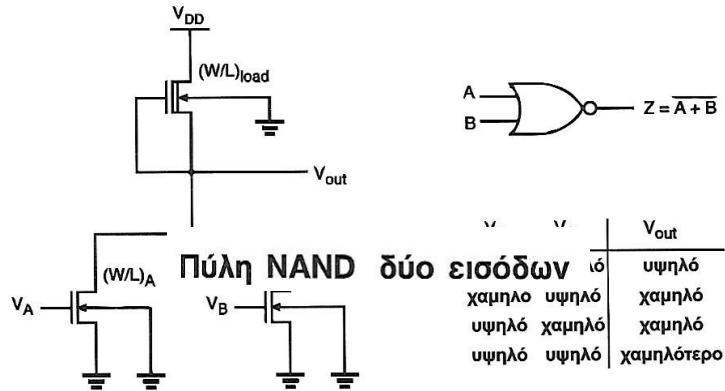 V_DD
(W/L)_load
A
B
Z = \overline{A + B}
V_out
V_out
Πύλη NAND δύο εισόδων
υψηλό
(W/L)_A
V_A
V_B
χαμηλο υψηλό χαμηλό
υψηλό χαμηλό χαμηλό
υψηλό υψηλό χαμηλότερο